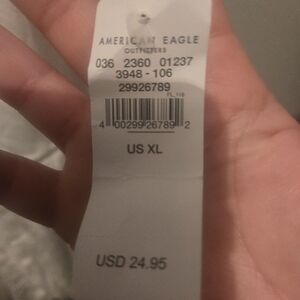 AMERICAN EAGLE
OUTFITTERS
036 2360 01237
3948 - 106
29926789
4 00299 26789 2
US XL
USD 24.95